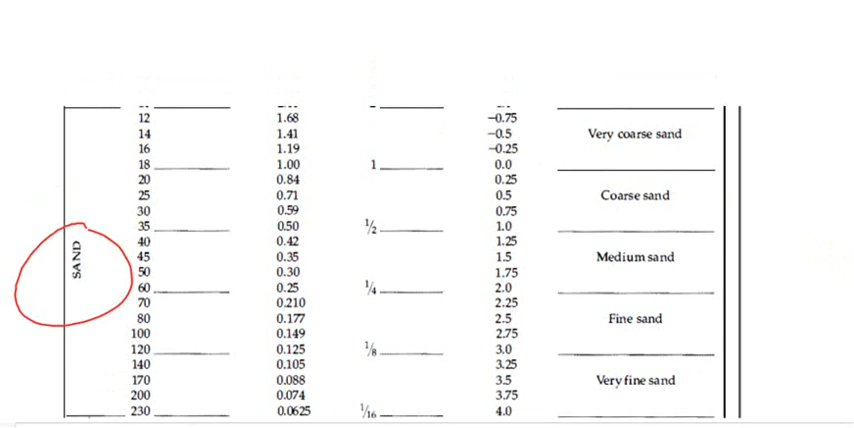 12 1.68 −0.75
14 1.41 −0.5 Very coarse sand
16 1.19 −0.25
18 1.00 1 0.0
20 0.84 0.25
25 0.71 0.5 Coarse sand
30 0.59 0.75
35 0.50 1/2 1.0
40 0.42 1.25
SAND
45 0.35 1.5 Medium sand
50 0.30 1.75
60 0.25 1/4 2.0
70 0.210 2.25
80 0.177 2.5 Fine sand
100 0.149 2.75
120 0.125 1/8 3.0
140 0.105 3.25
170 0.088 3.5 Very fine sand
200 0.074 3.75
230 0.0625 1/16 4.0